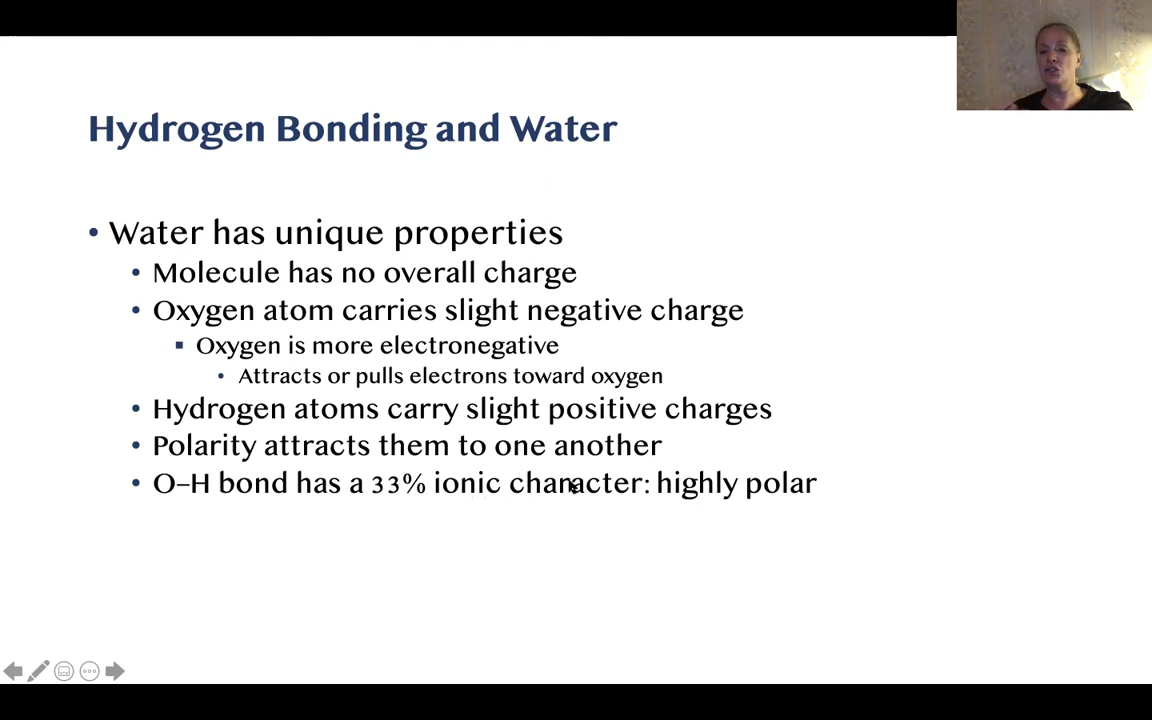 Hydrogen Bonding and Water
• Water has unique properties
• Molecule has no overall charge
• Oxygen atom carries slight negative charge
▪ Oxygen is more electronegative
• Attracts or pulls electrons toward oxygen
• Hydrogen atoms carry slight positive charges
• Polarity attracts them to one another
• O–H bond has a 33% ionic character: highly polar